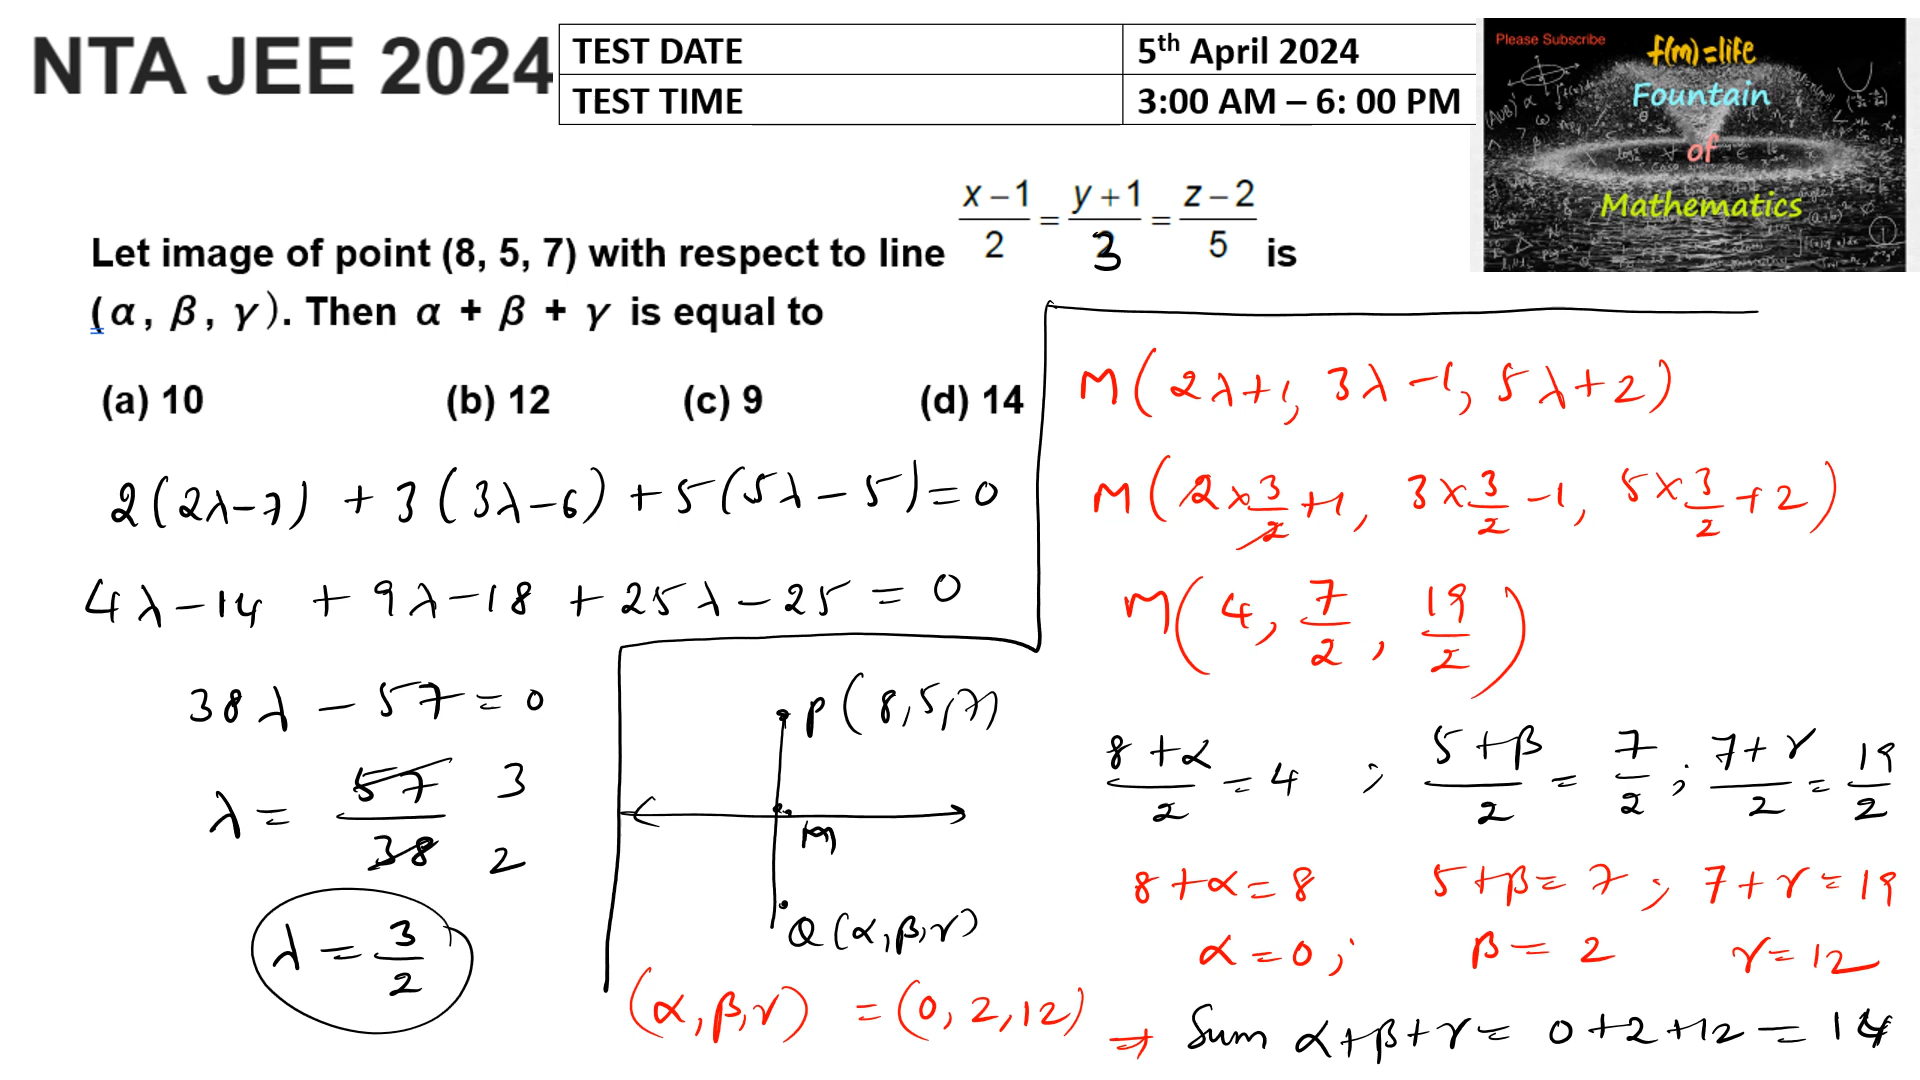 NTA JEE 2024
TEST DATE 5th April 2024
TEST TIME 3:00 AM – 6: 00 PM
Please Subscribe
f(m)=life
Fountain
of
Mathematics
Let image of point (8, 5, 7) with respect to line (x – 1)/2 = (y + 1)/3 = (z – 2)/5 is
(α, β, γ). Then α + β + γ is equal to
(a) 10 (b) 12 (c) 9 (d) 14
2(2λ-7) + 3(3λ-6) + 5(5λ-5) = 0
4λ-14 + 9λ-18 + 25λ-25 = 0
38λ - 57 = 0
λ = 57/38 3/2
λ = 3/2
P(8,5,7)
M
Q(α,β,γ)
(α,β,γ) = (0,2,12)
M(2λ+1, 3λ-1, 5λ+2)
M(2×3/2+1, 3×3/2-1, 5×3/2+2)
M(4, 7/2, 19/2)
(8+α)/2 = 4 ; (5+β)/2 = 7/2 ; (7+γ)/2 = 19/2
8+α=8 5+β=7 ; 7+γ=19
α=0; β=2 γ=12
⇒ Sum α+β+γ = 0+2+12 = 14